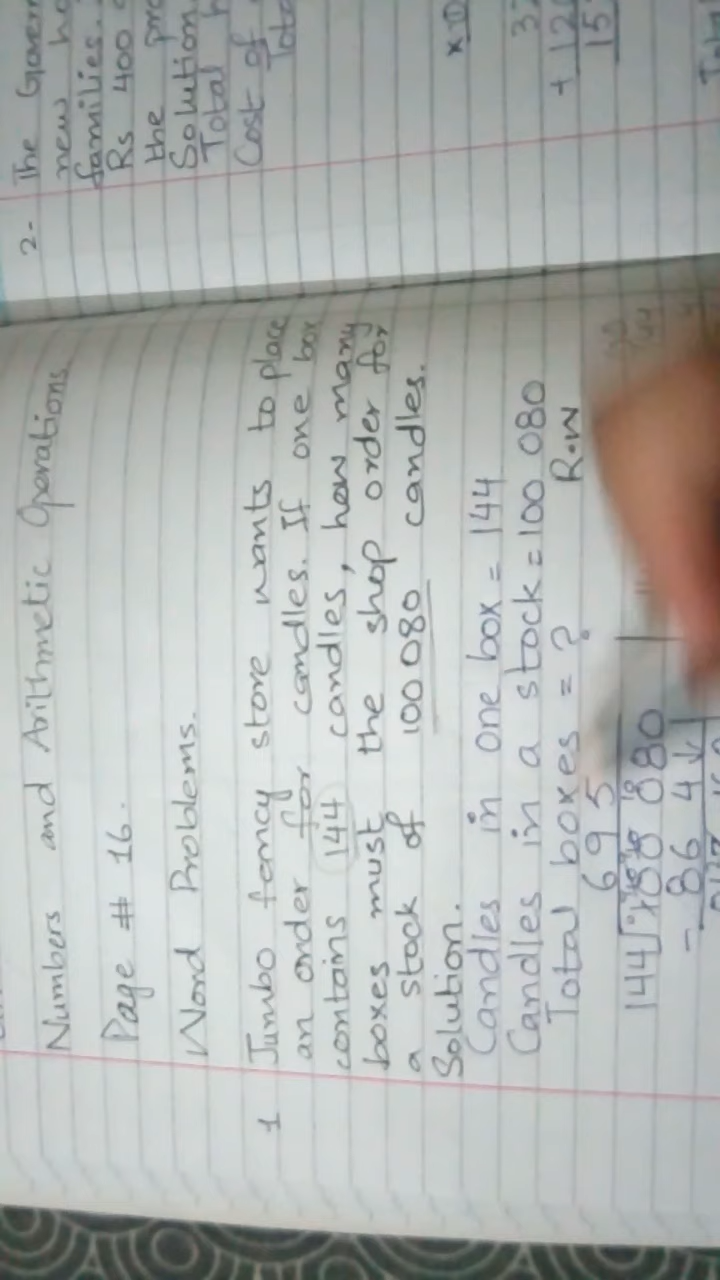 Numbers and Arithmetic Operations
Page # 16.
Word Problems.
1 Jumbo fancy store wants to place
an order for candles. If one box
contains 144 candles, how many
boxes must the shop order for
a stock of 100 080 candles.
Solution.
Candles in one box = 144
Candles in a stock = 100 080
Total boxes = ? R.W
695
144 100 080
- 86 4
2- The
new
families.
Rs 400
the
Solution
Total
Cost of